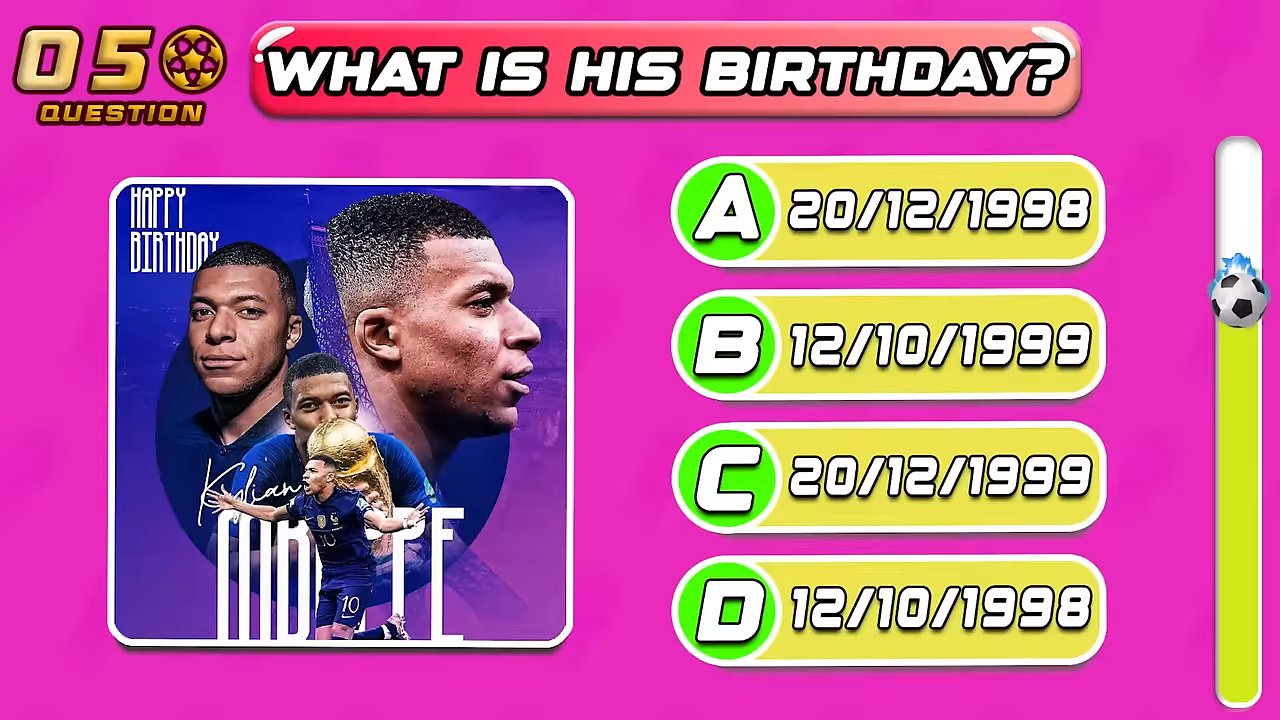 05
QUESTION
WHAT IS HIS BIRTHDAY?
HAPPY
BIRTHDAY
Kylian
10
A 20/12/1998
B 12/10/1999
C 20/12/1999
D 12/10/1998